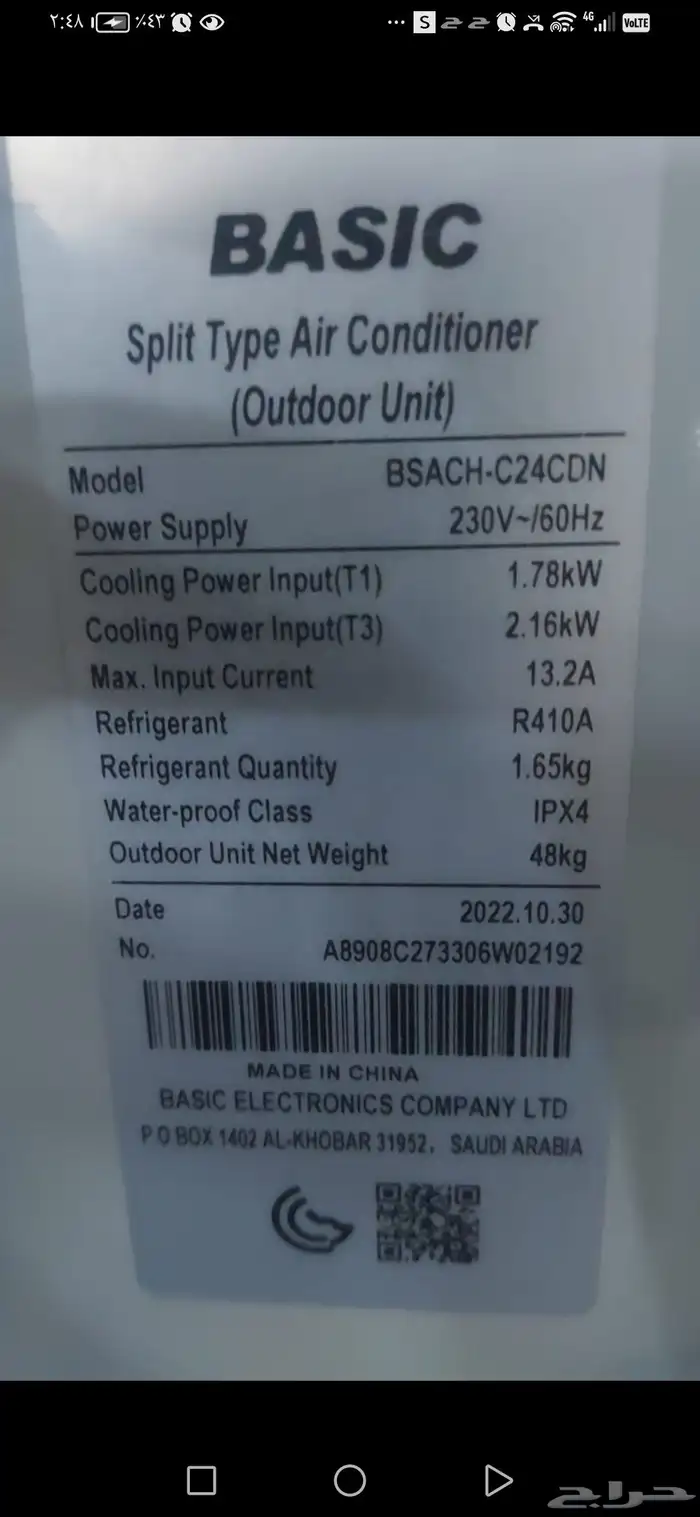 ٢:٤٨ ٪٤٣ ... S 4G VoLTE
BASIC
Split Type Air Conditioner
(Outdoor Unit)
Model BSACH-C24CDN
Power Supply 230V~/60Hz
Cooling Power Input(T1) 1.78kW
Cooling Power Input(T3) 2.16kW
Max. Input Current 13.2A
Refrigerant R410A
Refrigerant Quantity 1.65kg
Water-proof Class IPX4
Outdoor Unit Net Weight 48kg
Date 2022.10.30
No. A8908C273306W02192
MADE IN CHINA
BASIC ELECTRONICS COMPANY LTD
P O BOX 1402 AL-KHOBAR 31952, SAUDI ARABIA
حراج